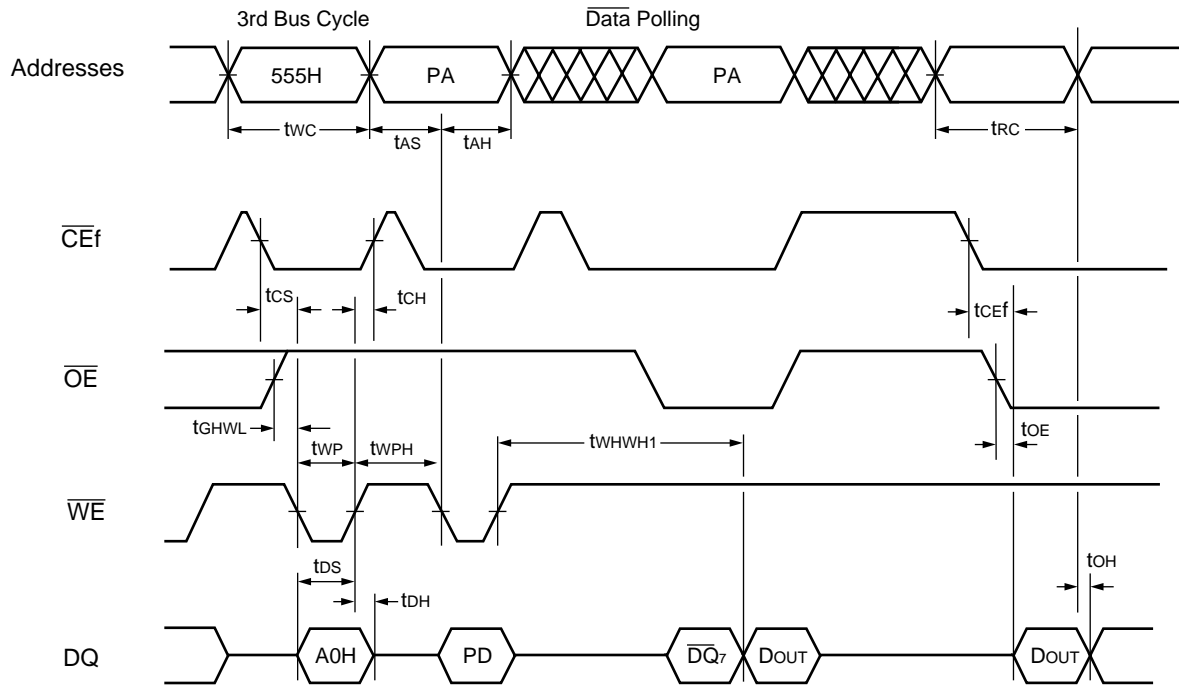 3rd Bus Cycle Data Polling
Addresses 555H PA PA
tWC tAS tAH tRC
CEf
tCS tCH tCEf
OE
tGHWL tWP tWPH tWHWH1 tOE
WE
tDS tDH tOH
DQ A0H PD DQ7 DOUT DOUT